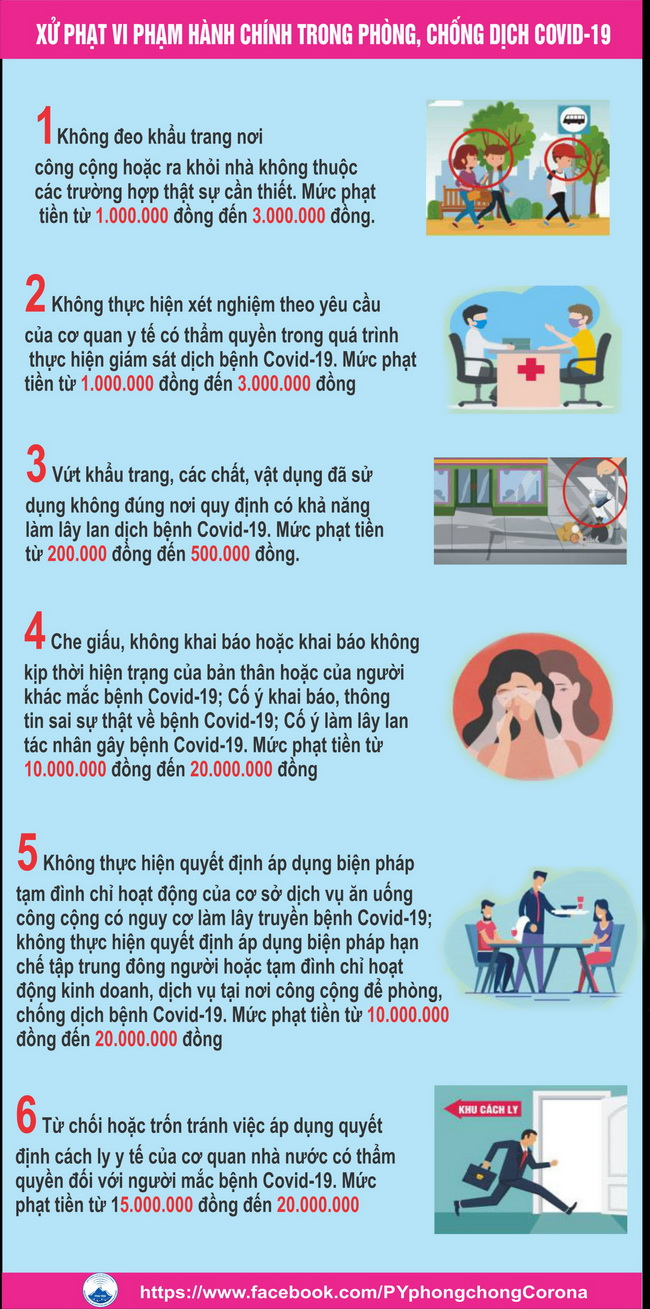 XỬ PHẠT VI PHẠM HÀNH CHÍNH TRONG PHÒNG, CHỐNG DỊCH COVID-19
1 Không đeo khẩu trang nơi
công cộng hoặc ra khỏi nhà không thuộc
các trường hợp thật sự cần thiết. Mức phạt
tiền từ 1.000.000 đồng đến 3.000.000 đồng.
2 Không thực hiện xét nghiệm theo yêu cầu
của cơ quan y tế có thẩm quyền trong quá trình
thực hiện giám sát dịch bệnh Covid-19. Mức phạt
tiền từ 1.000.000 đồng đến 3.000.000 đồng
3 Vứt khẩu trang, các chất, vật dụng đã sử
dụng không đúng nơi quy định có khả năng
làm lây lan dịch bệnh Covid-19. Mức phạt tiền
từ 200.000 đồng đến 500.000 đồng.
4 Che giấu, không khai báo hoặc khai báo không
kịp thời hiện trạng của bản thân hoặc của người
khác mắc bệnh Covid-19; Cố ý khai báo, thông
tin sai sự thật về bệnh Covid-19; Cố ý làm lây lan
tác nhân gây bệnh Covid-19. Mức phạt tiền từ
10.000.000 đồng đến 20.000.000 đồng
5 Không thực hiện quyết định áp dụng biện pháp
tạm đình chỉ hoạt động của cơ sở dịch vụ ăn uống
công cộng có nguy cơ làm lây truyền bệnh Covid-19;
không thực hiện quyết định áp dụng biện pháp hạn
chế tập trung đông người hoặc tạm đình chỉ hoạt
động kinh doanh, dịch vụ tại nơi công cộng để phòng,
chống dịch bệnh Covid-19. Mức phạt tiền từ 10.000.000
đồng đến 20.000.000 đồng
KHU CÁCH LY
6 Từ chối hoặc trốn tránh việc áp dụng quyết
định cách ly y tế của cơ quan nhà nước có thẩm
quyền đối với người mắc bệnh Covid-19. Mức
phạt tiền từ 15.000.000 đồng đến 20.000.000
https://www.facebook.com/PYphongchongCorona